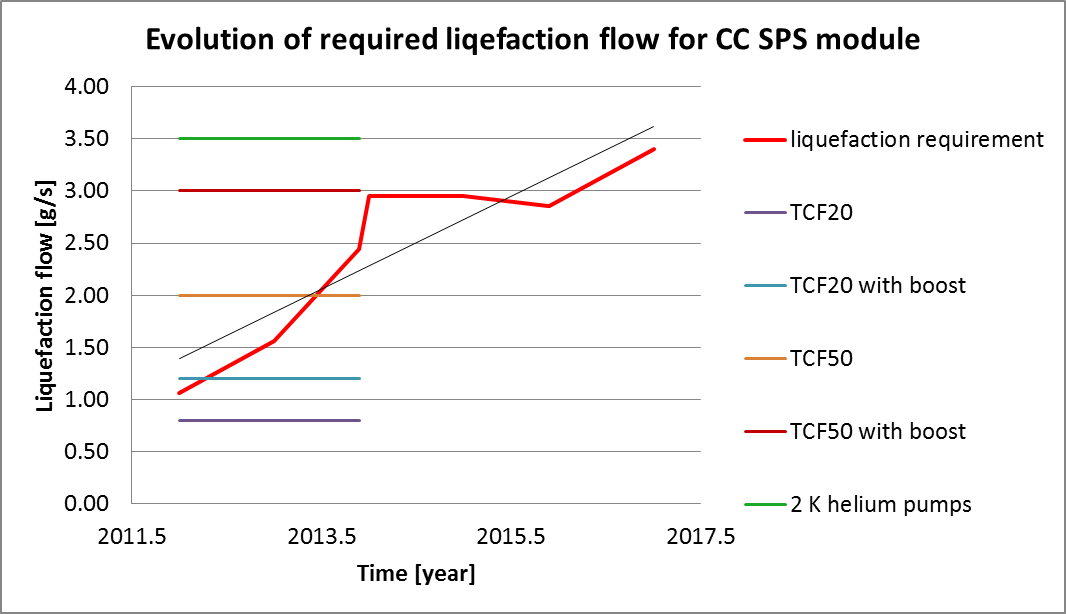 Evolution of required liqefaction flow for CC SPS module
4.00
3.50
3.00
2.50
2.00
1.50
1.00
0.50
0.00
Liquefaction flow [g/s]
2011.5
2013.5
2015.5
2017.5
Time [year]
liquefaction requirement
TCF20
TCF20 with boost
TCF50
TCF50 with boost
2 K helium pumps